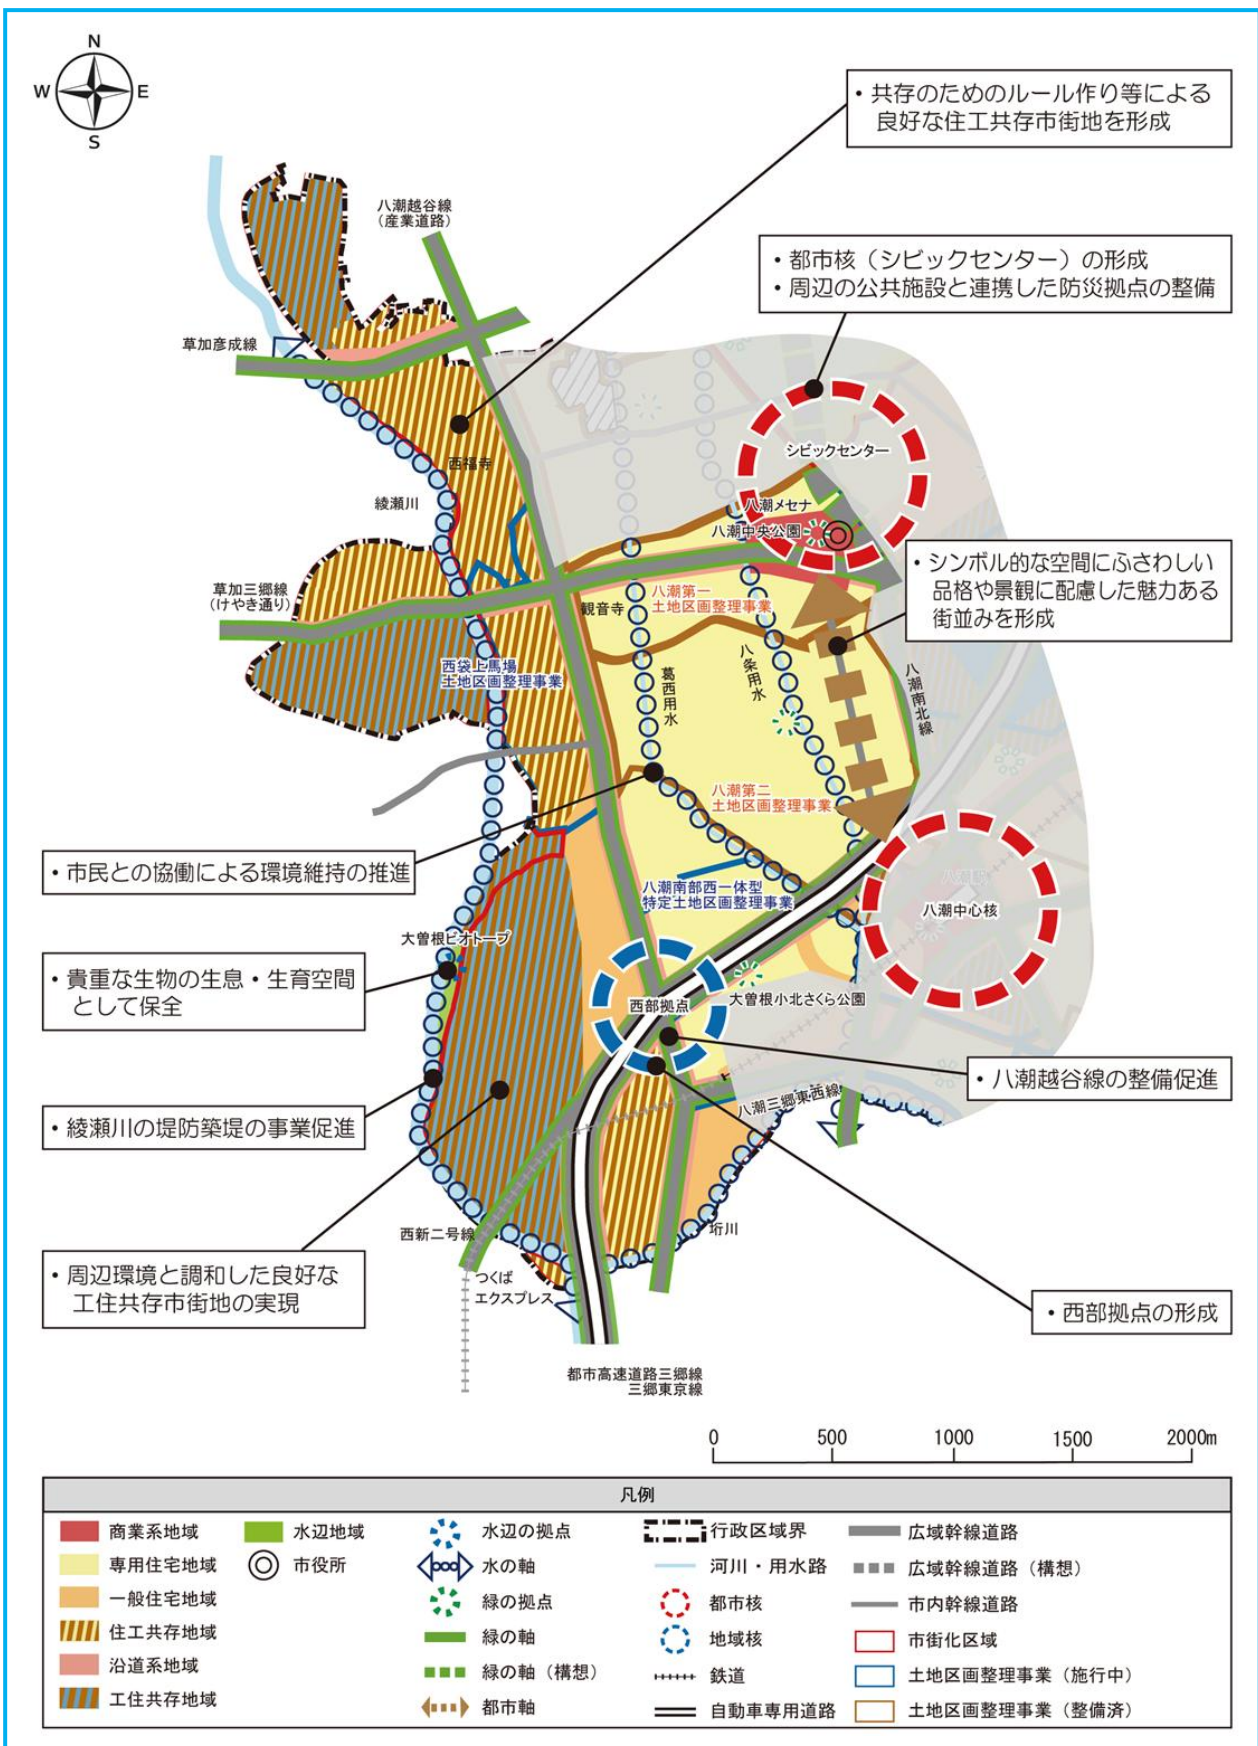 N
W
E
S
・共存のためのルール作り等による
良好な住工共存市街地を形成
八潮越谷線
（産業道路）
・都市核（シビックセンター）の形成
・周辺の公共施設と連携した防災拠点の整備
草加彦成線
シビックセンター
西福寺
綾瀬川
八潮メセナ
八潮中央公園
・シンボル的な空間にふさわしい
品格や景観に配慮した魅力ある
街並みを形成
草加三郷線
（けやき通り）
八潮第一
土地区画整理事業
観音寺
西袋上馬場
土地区画整理事業
葛西用水
八条用水
八潮南北線
八潮第二
土地区画整理事業
・市民との協働による環境維持の推進
八潮南部西一体型
特定土地区画整理事業
八潮駅
八潮中心核
大曽根ビオトープ
・貴重な生物の生息・生育空間
として保全
西部拠点
大曽根小北さくら公園
・八潮越谷線の整備促進
八潮三郷東西線
・綾瀬川の堤防築堤の事業促進
西新二号線
垳川
・周辺環境と調和した良好な
工住共存市街地の実現
つくば
エクスプレス
・西部拠点の形成
都市高速道路三郷線
三郷東京線
0 500 1000 1500 2000m
凡例
商業系地域
専用住宅地域
一般住宅地域
住工共存地域
沿道系地域
工住共存地域
水辺地域
市役所
水辺の拠点
水の軸
緑の拠点
緑の軸
緑の軸（構想）
都市軸
行政区域界
河川・用水路
都市核
地域核
鉄道
自動車専用道路
広域幹線道路
広域幹線道路（構想）
市内幹線道路
市街化区域
土地区画整理事業（施行中）
土地区画整理事業（整備済）